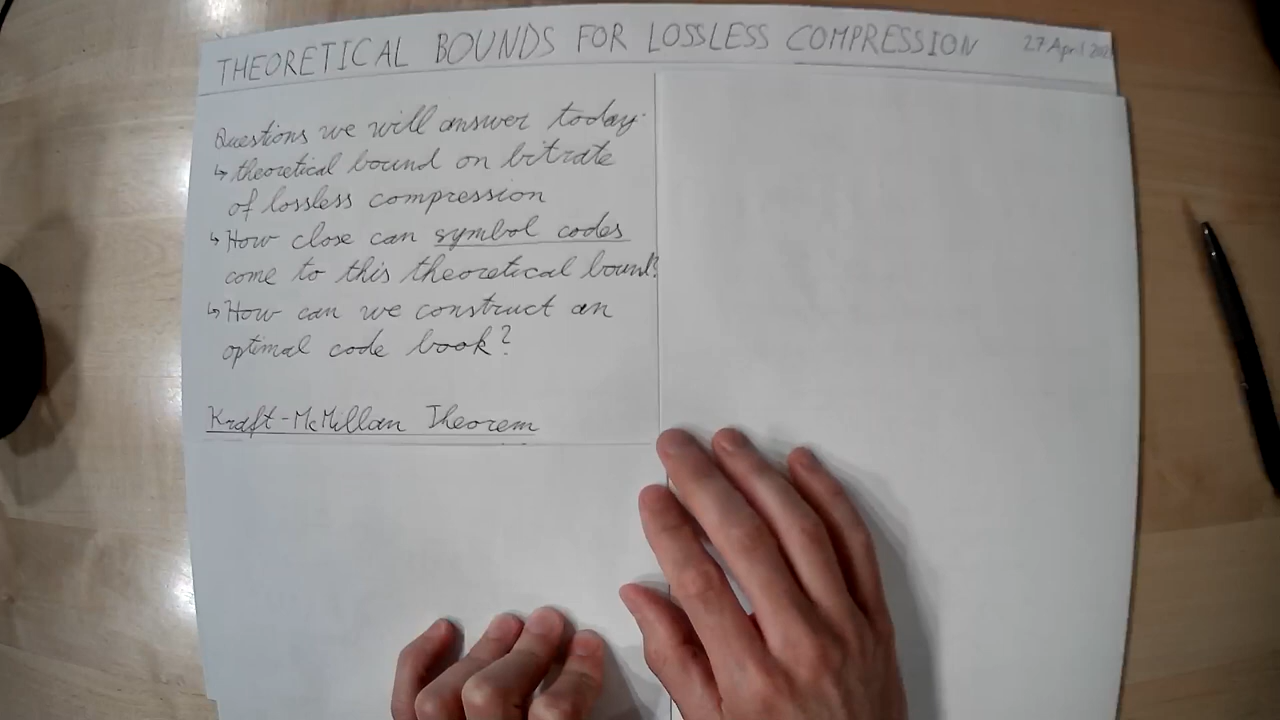 THEORETICAL BOUNDS FOR LOSSLESS COMPRESSION
27 April
Questions we will answer today:
↳ theoretical bound on bitrate
of lossless compression
↳ How close can symbol codes
come to this theoretical bound?
↳ How can we construct an
optimal code book?
Kraft-McMillan Theorem